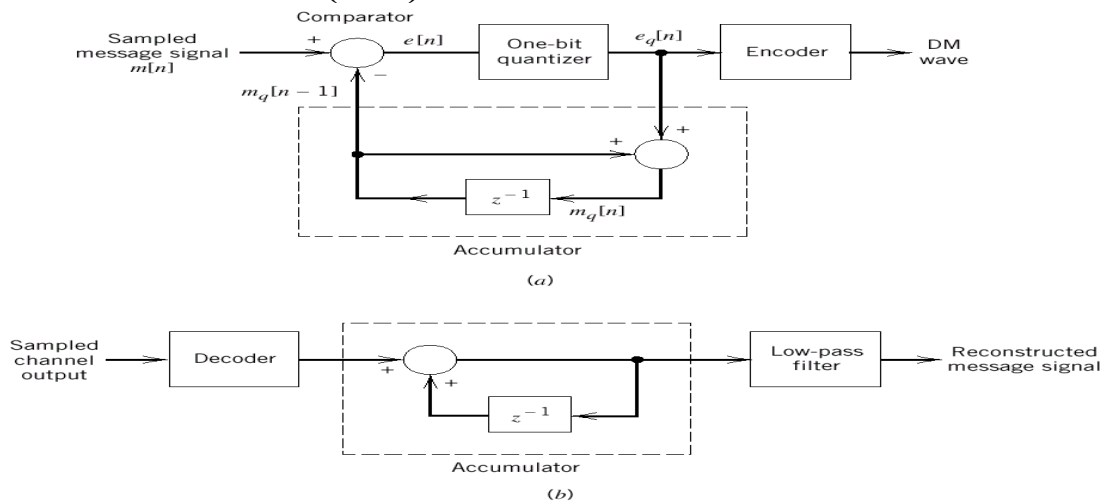 Comparator
Sampled
message signal
m[n]
+
e[n]
One-bit
quantizer
e_q[n]
Encoder
DM
wave
−
m_q[n − 1]
+
+
z⁻¹
m_q[n]
Accumulator
(a)
Sampled
channel
output
Decoder
+
+
z⁻¹
Low-pass
filter
Reconstructed
message signal
Accumulator
(b)